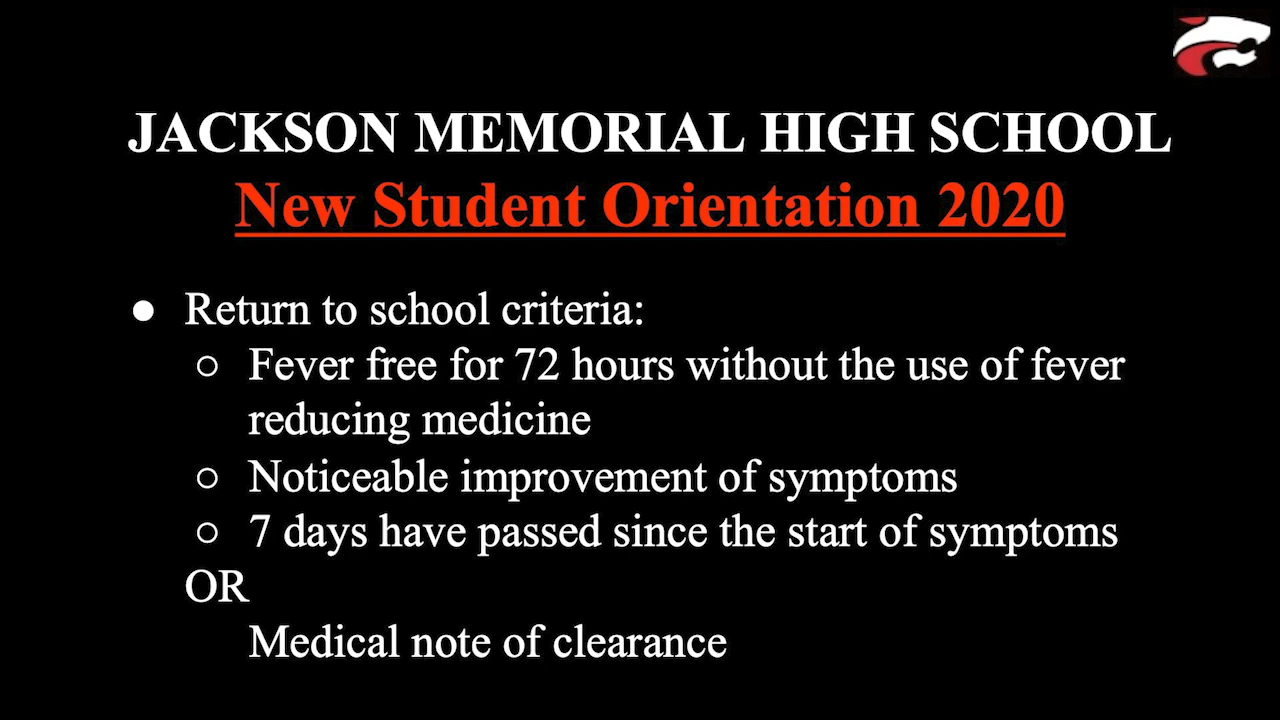 JACKSON MEMORIAL HIGH SCHOOL
New Student Orientation 2020
● Return to school criteria:
○ Fever free for 72 hours without the use of fever
reducing medicine
○ Noticeable improvement of symptoms
○ 7 days have passed since the start of symptoms
OR
Medical note of clearance